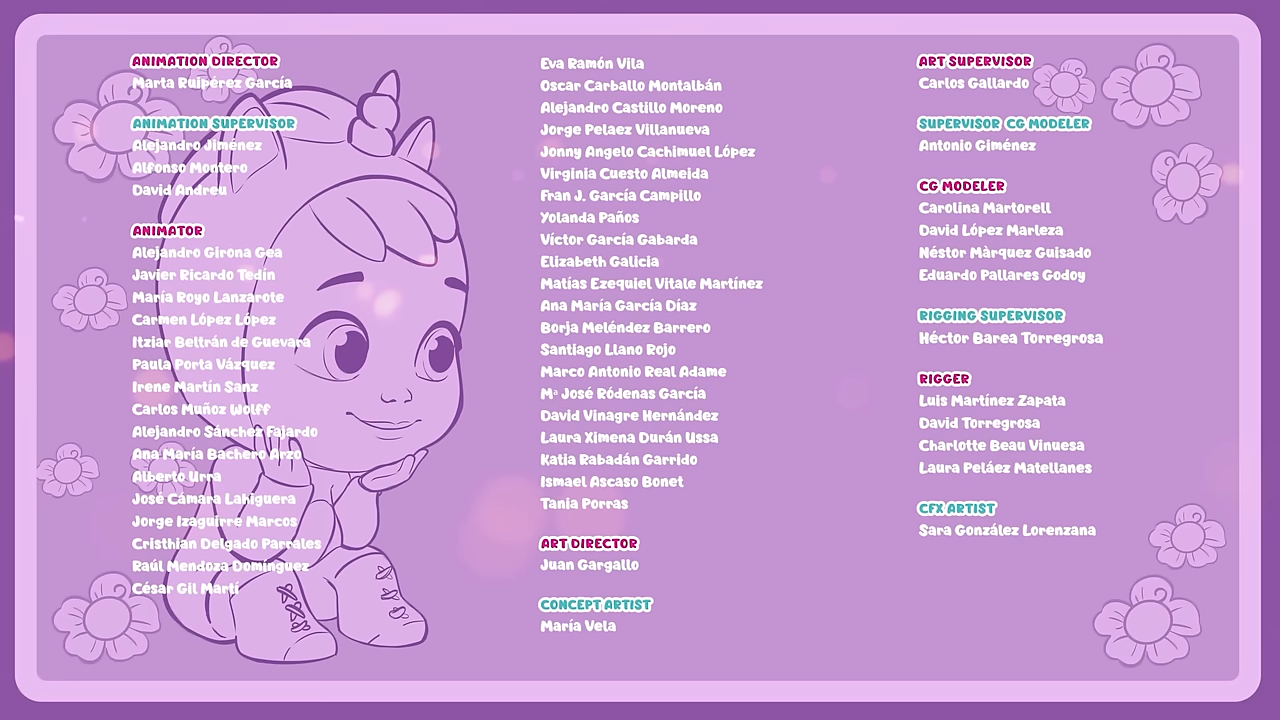 ANIMATION DIRECTOR
Marta Ruipérez García
ANIMATION SUPERVISOR
Alejandro Jiménez
Alfonso Montero
David Andreu
ANIMATOR
Alejandro Girona Gea
Javier Ricardo Tedín
María Royo Lanzarote
Carmen López López
Itziar Beltrán de Guevara
Paula Porta Vázquez
Irene Martín Sanz
Carlos Muñoz Wolff
Alejandro Sánchez Fajardo
Ana María Bachero Arzo
Alberto Urra
José Cámara Lahiguera
Jorge Izaguirre Marcos
Cristhian Delgado Parrales
Raúl Mendoza Domínguez
César Gil Martí
Eva Ramón Vila
Oscar Carballo Montalbán
Alejandro Castillo Moreno
Jorge Pelaez Villanueva
Jonny Angelo Cachimuel López
Virginia Cuesto Almeida
Fran J. García Campillo
Yolanda Paños
Víctor García Gabarda
Elizabeth Galicia
Matías Ezequiel Vitale Martínez
Ana María García Díaz
Borja Meléndez Barrero
Santiago Llano Rojo
Marco Antonio Real Adame
Mª José Ródenas García
David Vinagre Hernández
Laura Ximena Durán Ussa
Katia Rabadán Garrido
Ismael Ascaso Bonet
Tania Porras
ART DIRECTOR
Juan Gargallo
CONCEPT ARTIST
María Vela
ART SUPERVISOR
Carlos Gallardo
SUPERVISOR CG MODELER
Antonio Giménez
CG MODELER
Carolina Martorell
David López Marleza
Néstor Màrquez Guisado
Eduardo Pallares Godoy
RIGGING SUPERVISOR
Héctor Barea Torregrosa
RIGGER
Luis Martínez Zapata
David Torregrosa
Charlotte Beau Vinuesa
Laura Peláez Matellanes
CFX ARTIST
Sara González Lorenzana